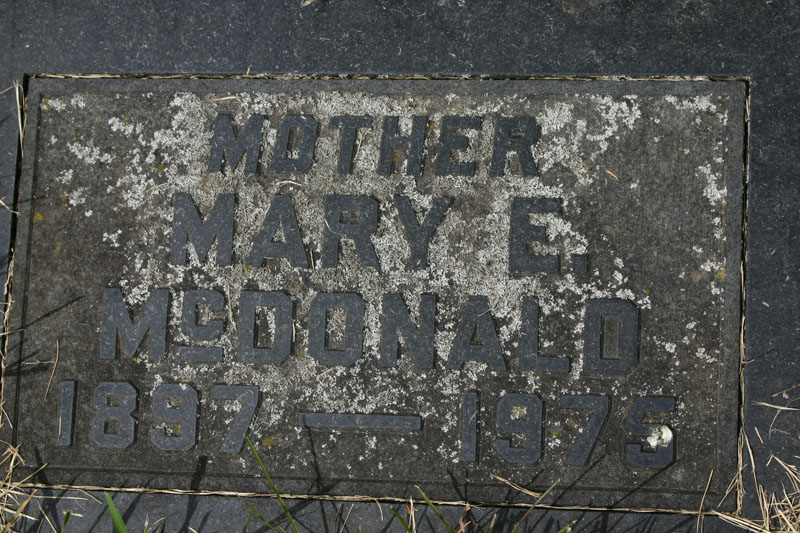 MOTHER
MARY E.
McDONALD
1897 — 1975